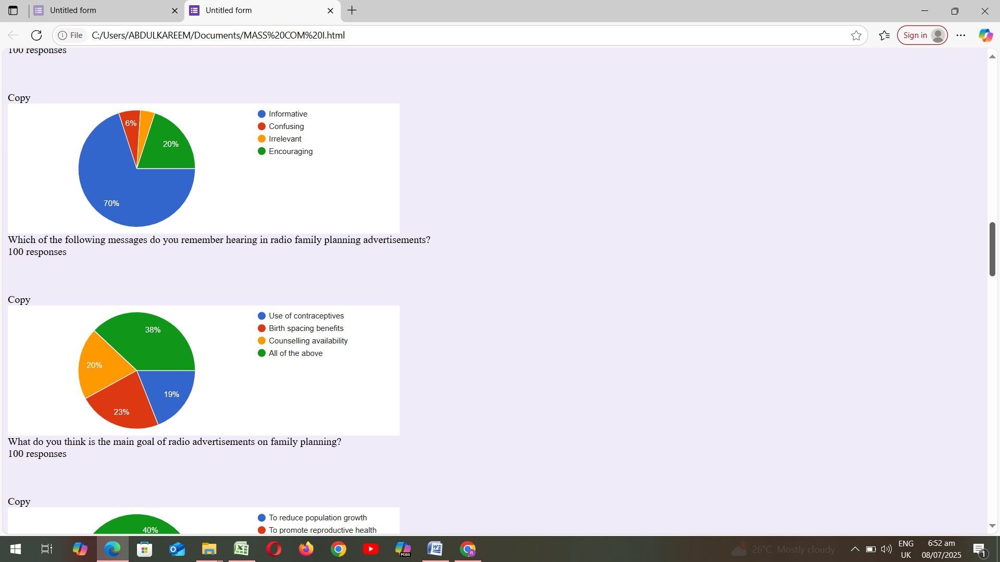 Untitled form
Untitled form
File
C:/Users/ABDULKAREEM/Documents/MASS%20COM%20I.html
Sign in
100 responses
Copy
6%
20%
70%
Informative
Confusing
Irrelevant
Encouraging
Which of the following messages do you remember hearing in radio family planning advertisements?
100 responses
Copy
38%
20%
19%
23%
Use of contraceptives
Birth spacing benefits
Counselling availability
All of the above
What do you think is the main goal of radio advertisements on family planning?
100 responses
Copy
40%
To reduce population growth
To promote reproductive health
M365
26°C Mostly cloudy
ENG
UK
6:52 am
08/07/2025
1